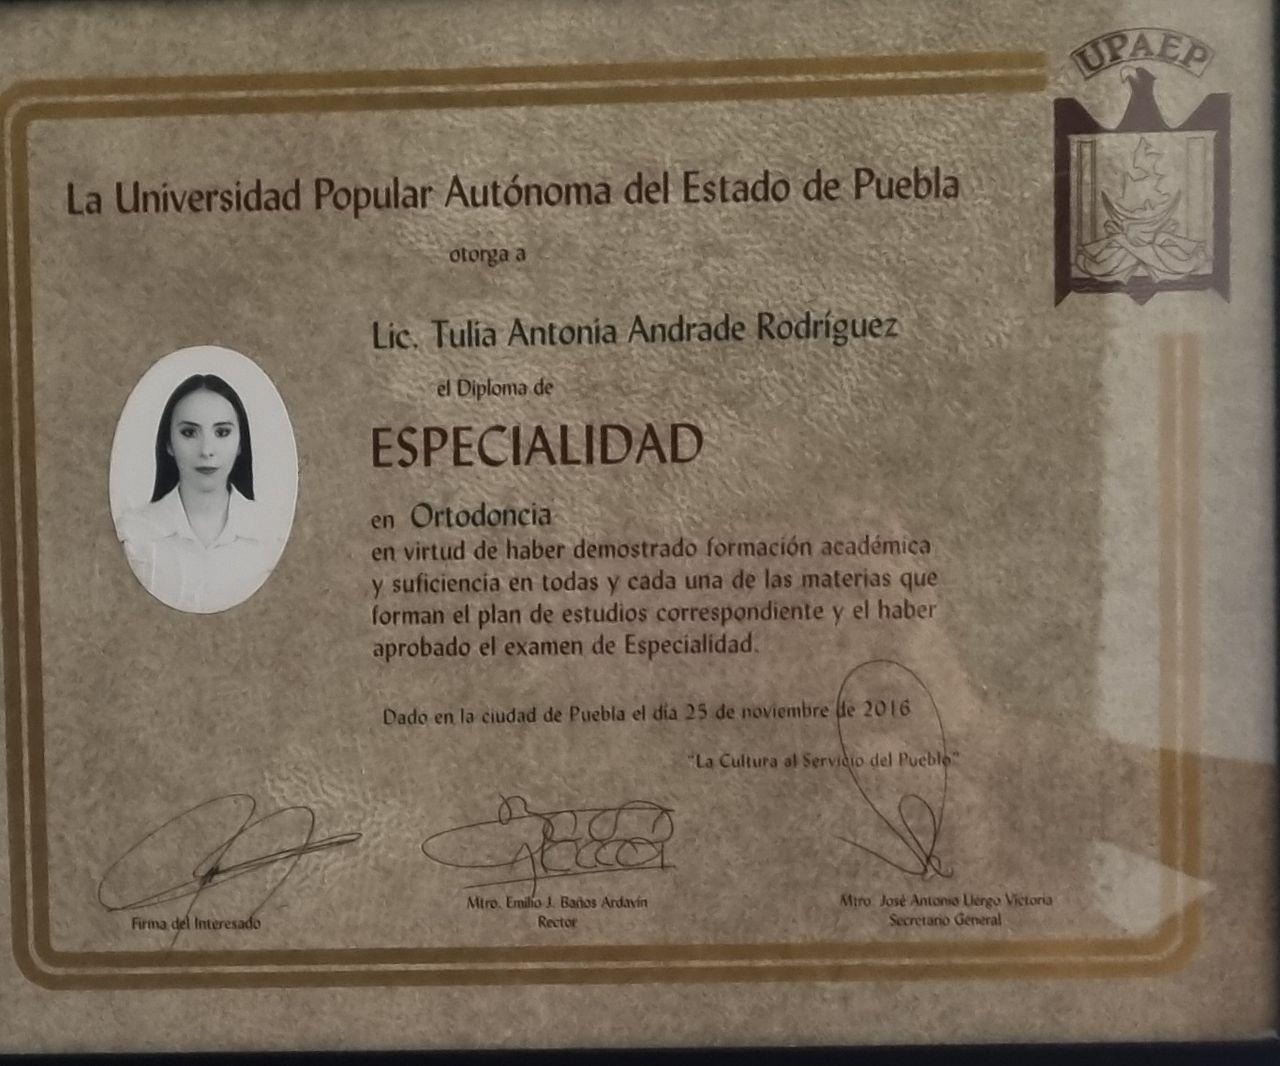 UPAEP
La Universidad Popular Autónoma del Estado de Puebla
otorga a
Lic. Tulia Antonia Andrade Rodríguez
el Diploma de
ESPECIALIDAD
en Ortodoncia
en virtud de haber demostrado formación académica
y suficiencia en todas y cada una de las materias que
forman el plan de estudios correspondiente y el haber
aprobado el examen de Especialidad.
Dado en la ciudad de Puebla el día 25 de noviembre de 2016
"La Cultura al Servicio del Pueblo"
Firma del Interesado
Mtro. Emilio J. Baños Ardavín
Rector
Mtro. José Antonio Llergo Victoria
Secretario General